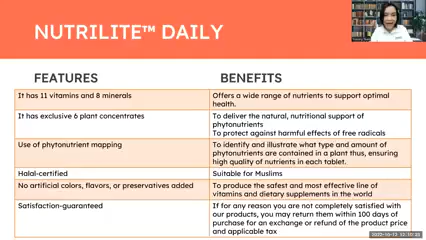 NUTRILITE™ DAILY
FEATURES
BENEFITS
It has 11 vitamins and 8 minerals
Offers a wide range of nutrients to support optimal
health.
It has exclusive 6 plant concentrates
To deliver the natural, nutritional support of
phytonutrients
To protect against harmful effects of free radicals
Use of phytonutrient mapping
To identify and illustrate what type and amount of
phytonutrients are contained in a plant thus, ensuring
high quality of nutrients in each tablet.
Halal-certified
Suitable for Muslims
No artificial colors, flavors, or preservatives added
To produce the safest and most effective line of
vitamins and dietary supplements in the world
Satisfaction-guaranteed
If for any reason you are not completely satisfied with
our products, you may return them within 100 days of
purchase for an exchange or refund of the product price
and applicable tax